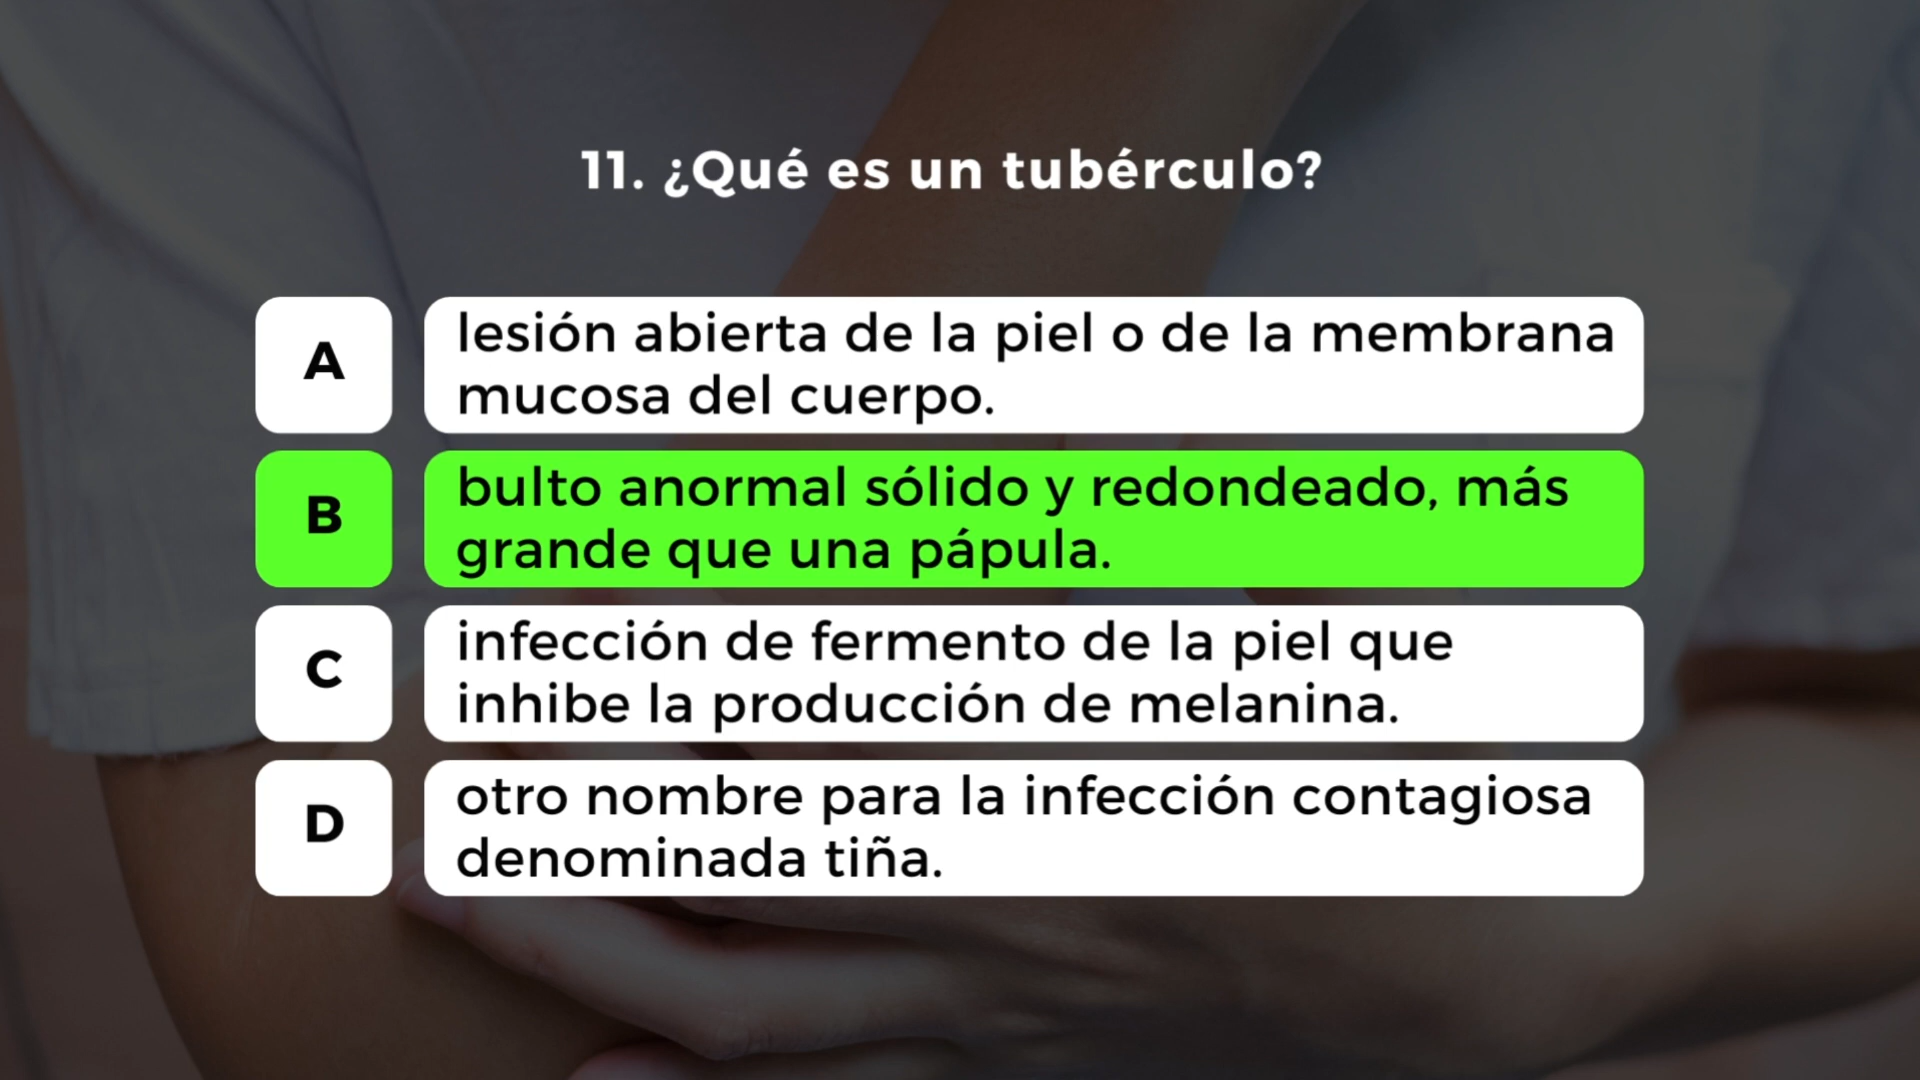 11. ¿Qué es un tubérculo?
A
lesión abierta de la piel o de la membrana
mucosa del cuerpo.
B
bulto anormal sólido y redondeado, más
grande que una pápula.
C
infección de fermento de la piel que
inhibe la producción de melanina.
D
otro nombre para la infección contagiosa
denominada tiña.